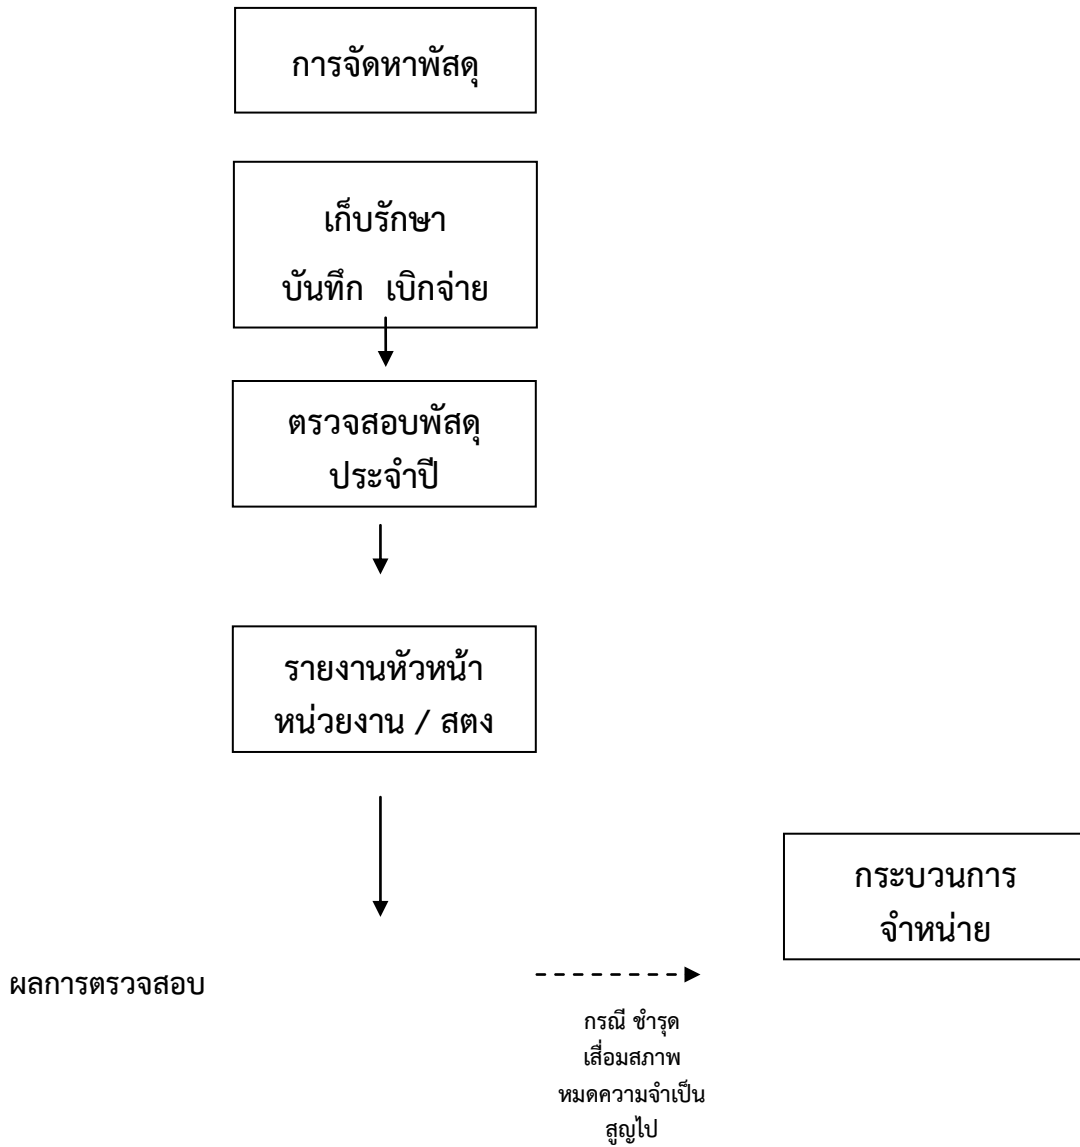 การจัดหาพัสดุ
เก็บรักษา
บันทึก เบิกจ่าย
ตรวจสอบพัสดุ
ประจำปี
รายงานหัวหน้า
หน่วยงาน / สตง
กระบวนการ
จำหน่าย
ผลการตรวจสอบ
กรณี ชำรุด
เสื่อมสภาพ
หมดความจำเป็น
สูญไป